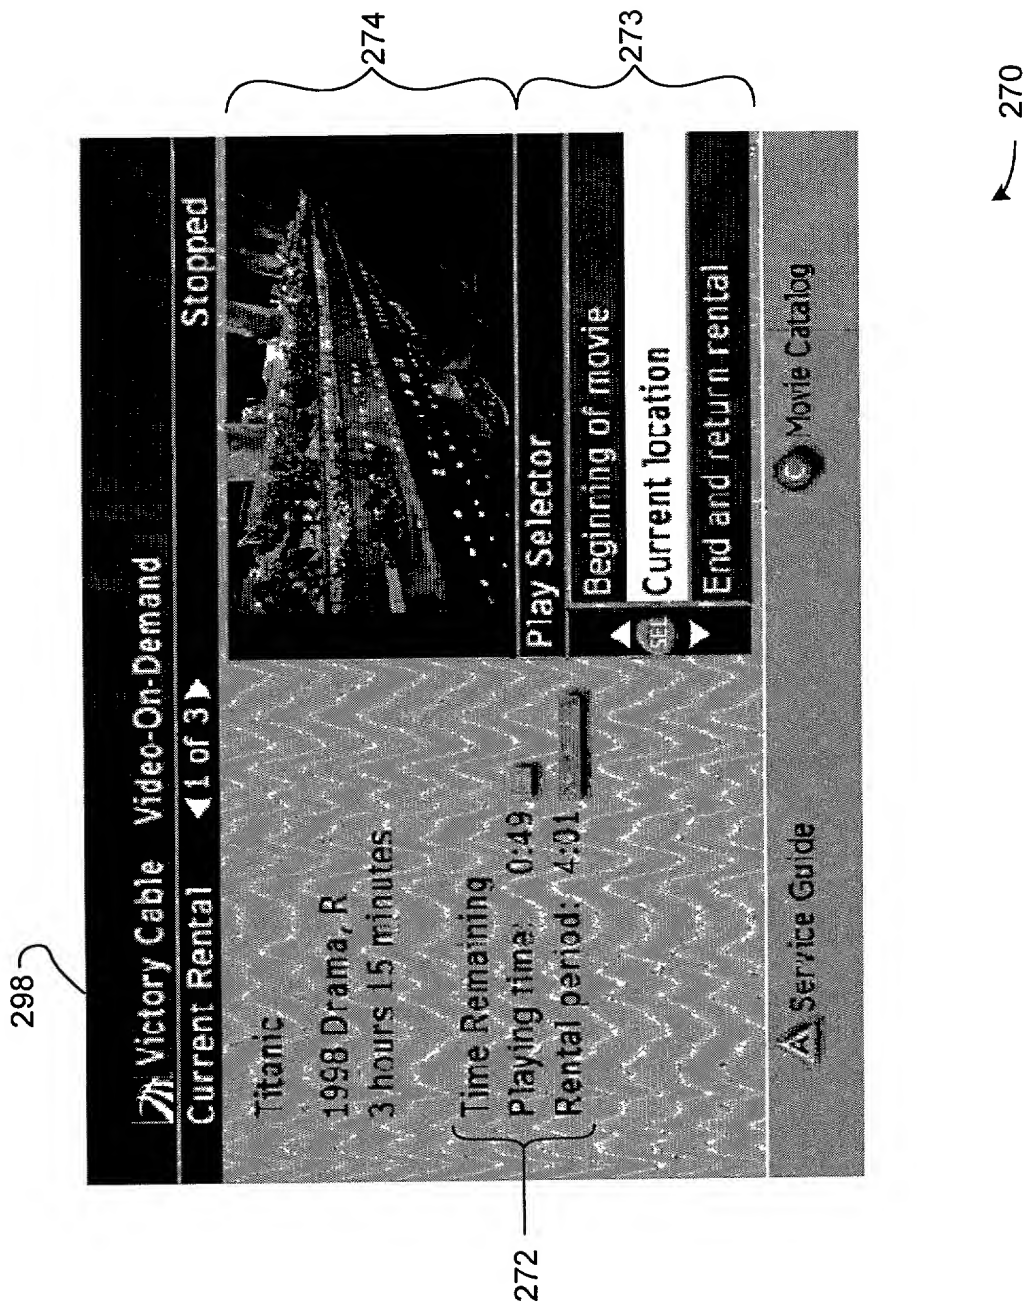 298
Victory Cable Video-On-Demand
Current Rental 1 of 3 Stopped
Titanic
1998 Drama, R
3 hours 15 minutes
Time Remaining
Playing time: 0:49
Rental period: 4:01
272
274
Play Selector
Beginning of movie
SEL
Current location
End and return rental
273
A Service Guide
C Movie Catalog
270